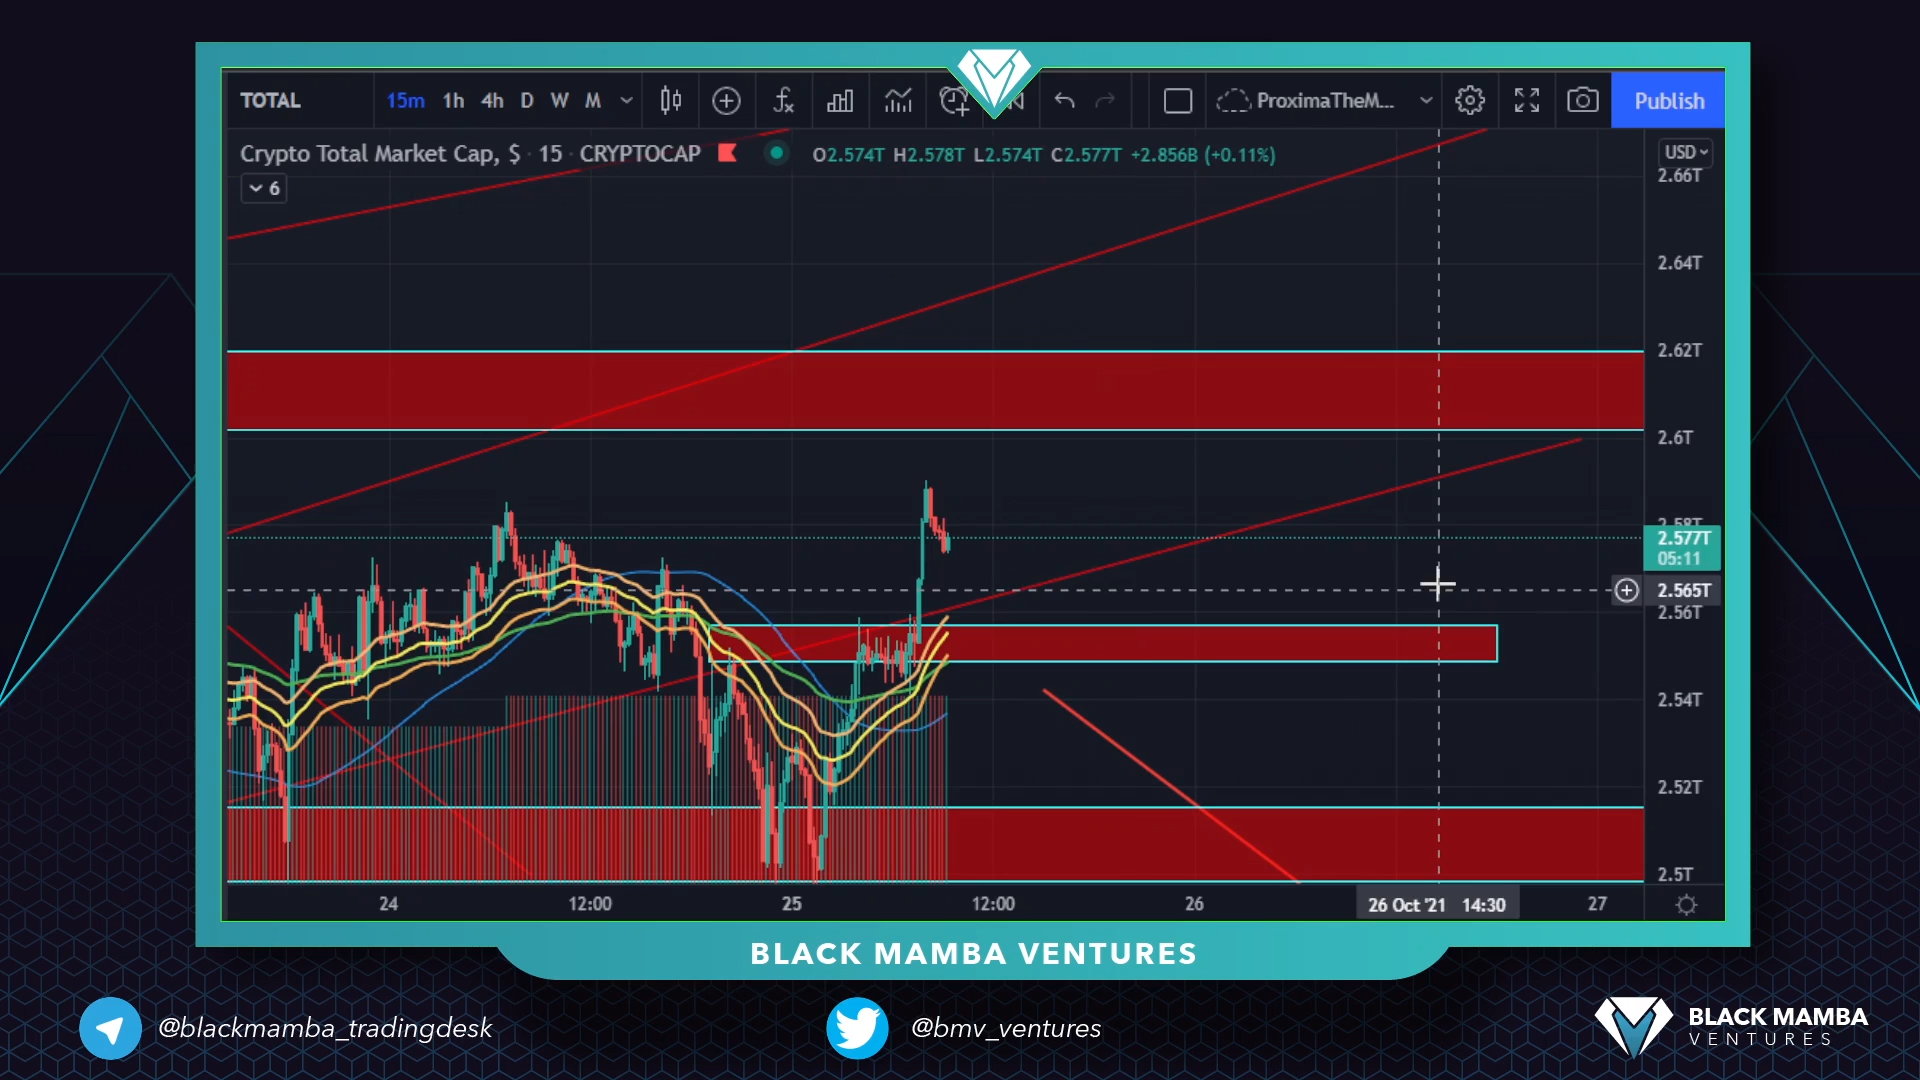 TOTAL 15m 1h 4h D W M ProximaTheM... Publish
Crypto Total Market Cap, $ · 15 · CRYPTOCAP O2.574T H2.578T L2.574T C2.577T +2.856B (+0.11%) USD
6
2.66T
2.64T
2.62T
2.6T
2.58T
2.577T
05:11
2.565T
2.56T
2.54T
2.52T
2.5T
24 12:00 25 12:00 26 26 Oct '21 14:30 27
BLACK MAMBA VENTURES
@blackmamba_tradingdesk @bmv_ventures BLACK MAMBA
VENTURES